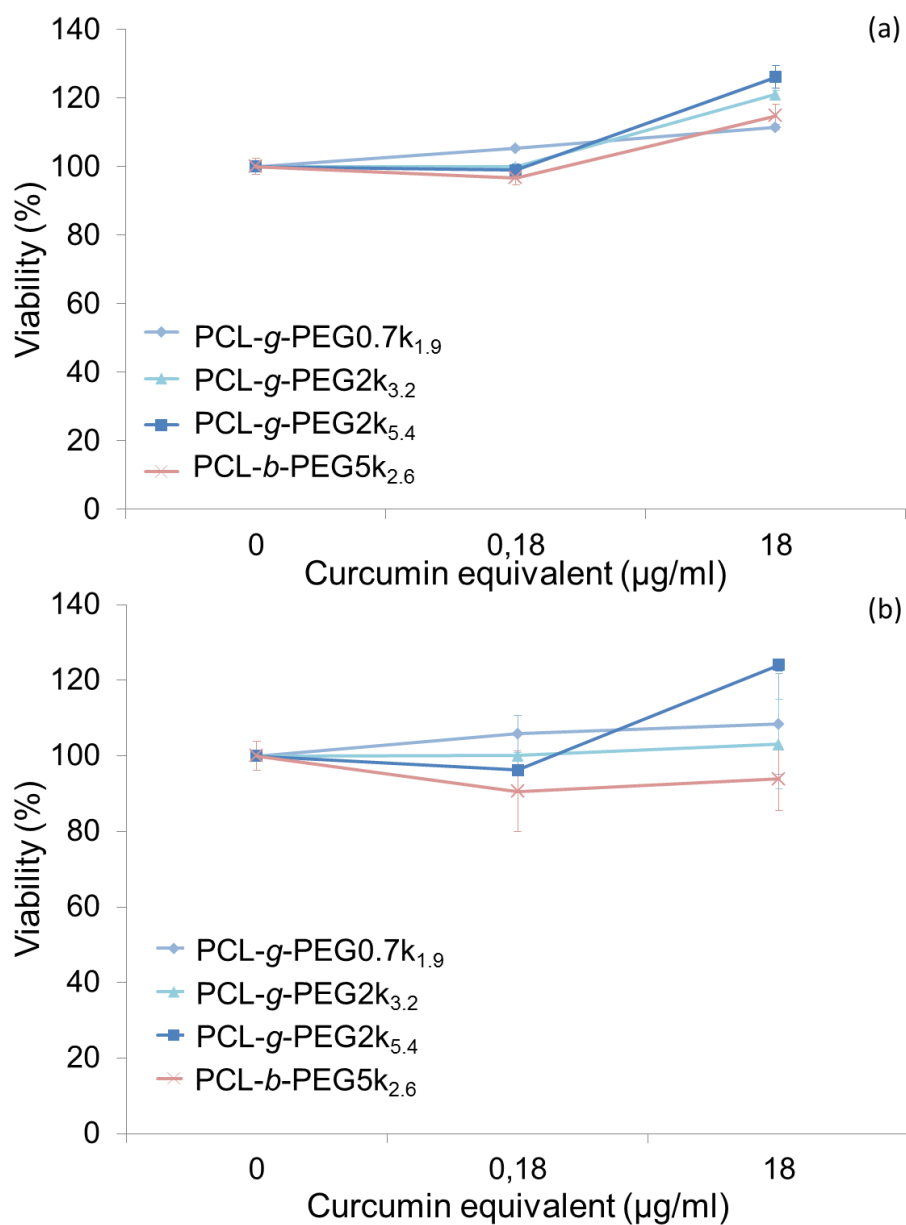 (a)
140
120
100
80
60
40
20
0
Viability (%)
PCL-g-PEG0.7k1.9
PCL-g-PEG2k3.2
PCL-g-PEG2k5.4
PCL-b-PEG5k2.6
0 0,18 18
Curcumin equivalent (µg/ml)
(b)
140
120
100
80
60
40
20
0
Viability (%)
PCL-g-PEG0.7k1.9
PCL-g-PEG2k3.2
PCL-g-PEG2k5.4
PCL-b-PEG5k2.6
0 0,18 18
Curcumin equivalent (µg/ml)